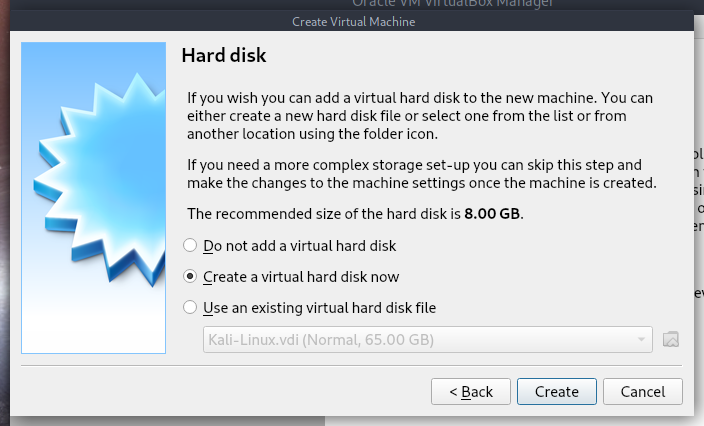 Oracle VM VirtualBox Manager
Create Virtual Machine
Hard disk
If you wish you can add a virtual hard disk to the new machine. You can
either create a new hard disk file or select one from the list or from
another location using the folder icon.
If you need a more complex storage set-up you can skip this step and
make the changes to the machine settings once the machine is created.
The recommended size of the hard disk is 8.00 GB.
Do not add a virtual hard disk
Create a virtual hard disk now
Use an existing virtual hard disk file
Kali-Linux.vdi (Normal, 65.00 GB)
< Back
Create
Cancel